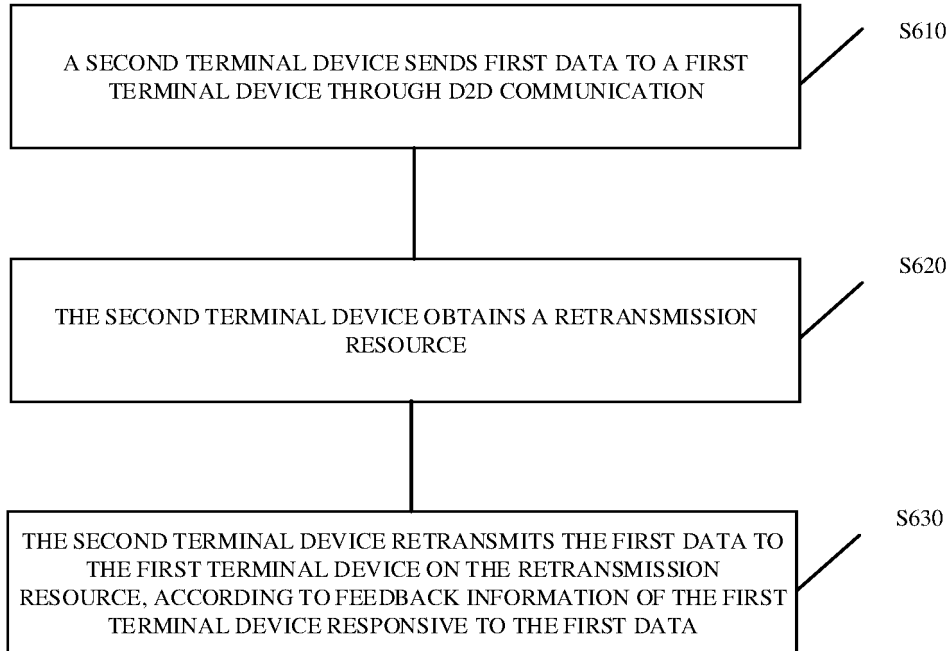 S610
A SECOND TERMINAL DEVICE SENDS FIRST DATA TO A FIRST
TERMINAL DEVICE THROUGH D2D COMMUNICATION
S620
THE SECOND TERMINAL DEVICE OBTAINS A RETRANSMISSION
RESOURCE
S630
THE SECOND TERMINAL DEVICE RETRANSMITS THE FIRST DATA TO
THE FIRST TERMINAL DEVICE ON THE RETRANSMISSION
RESOURCE, ACCORDING TO FEEDBACK INFORMATION OF THE FIRST
TERMINAL DEVICE RESPONSIVE TO THE FIRST DATA